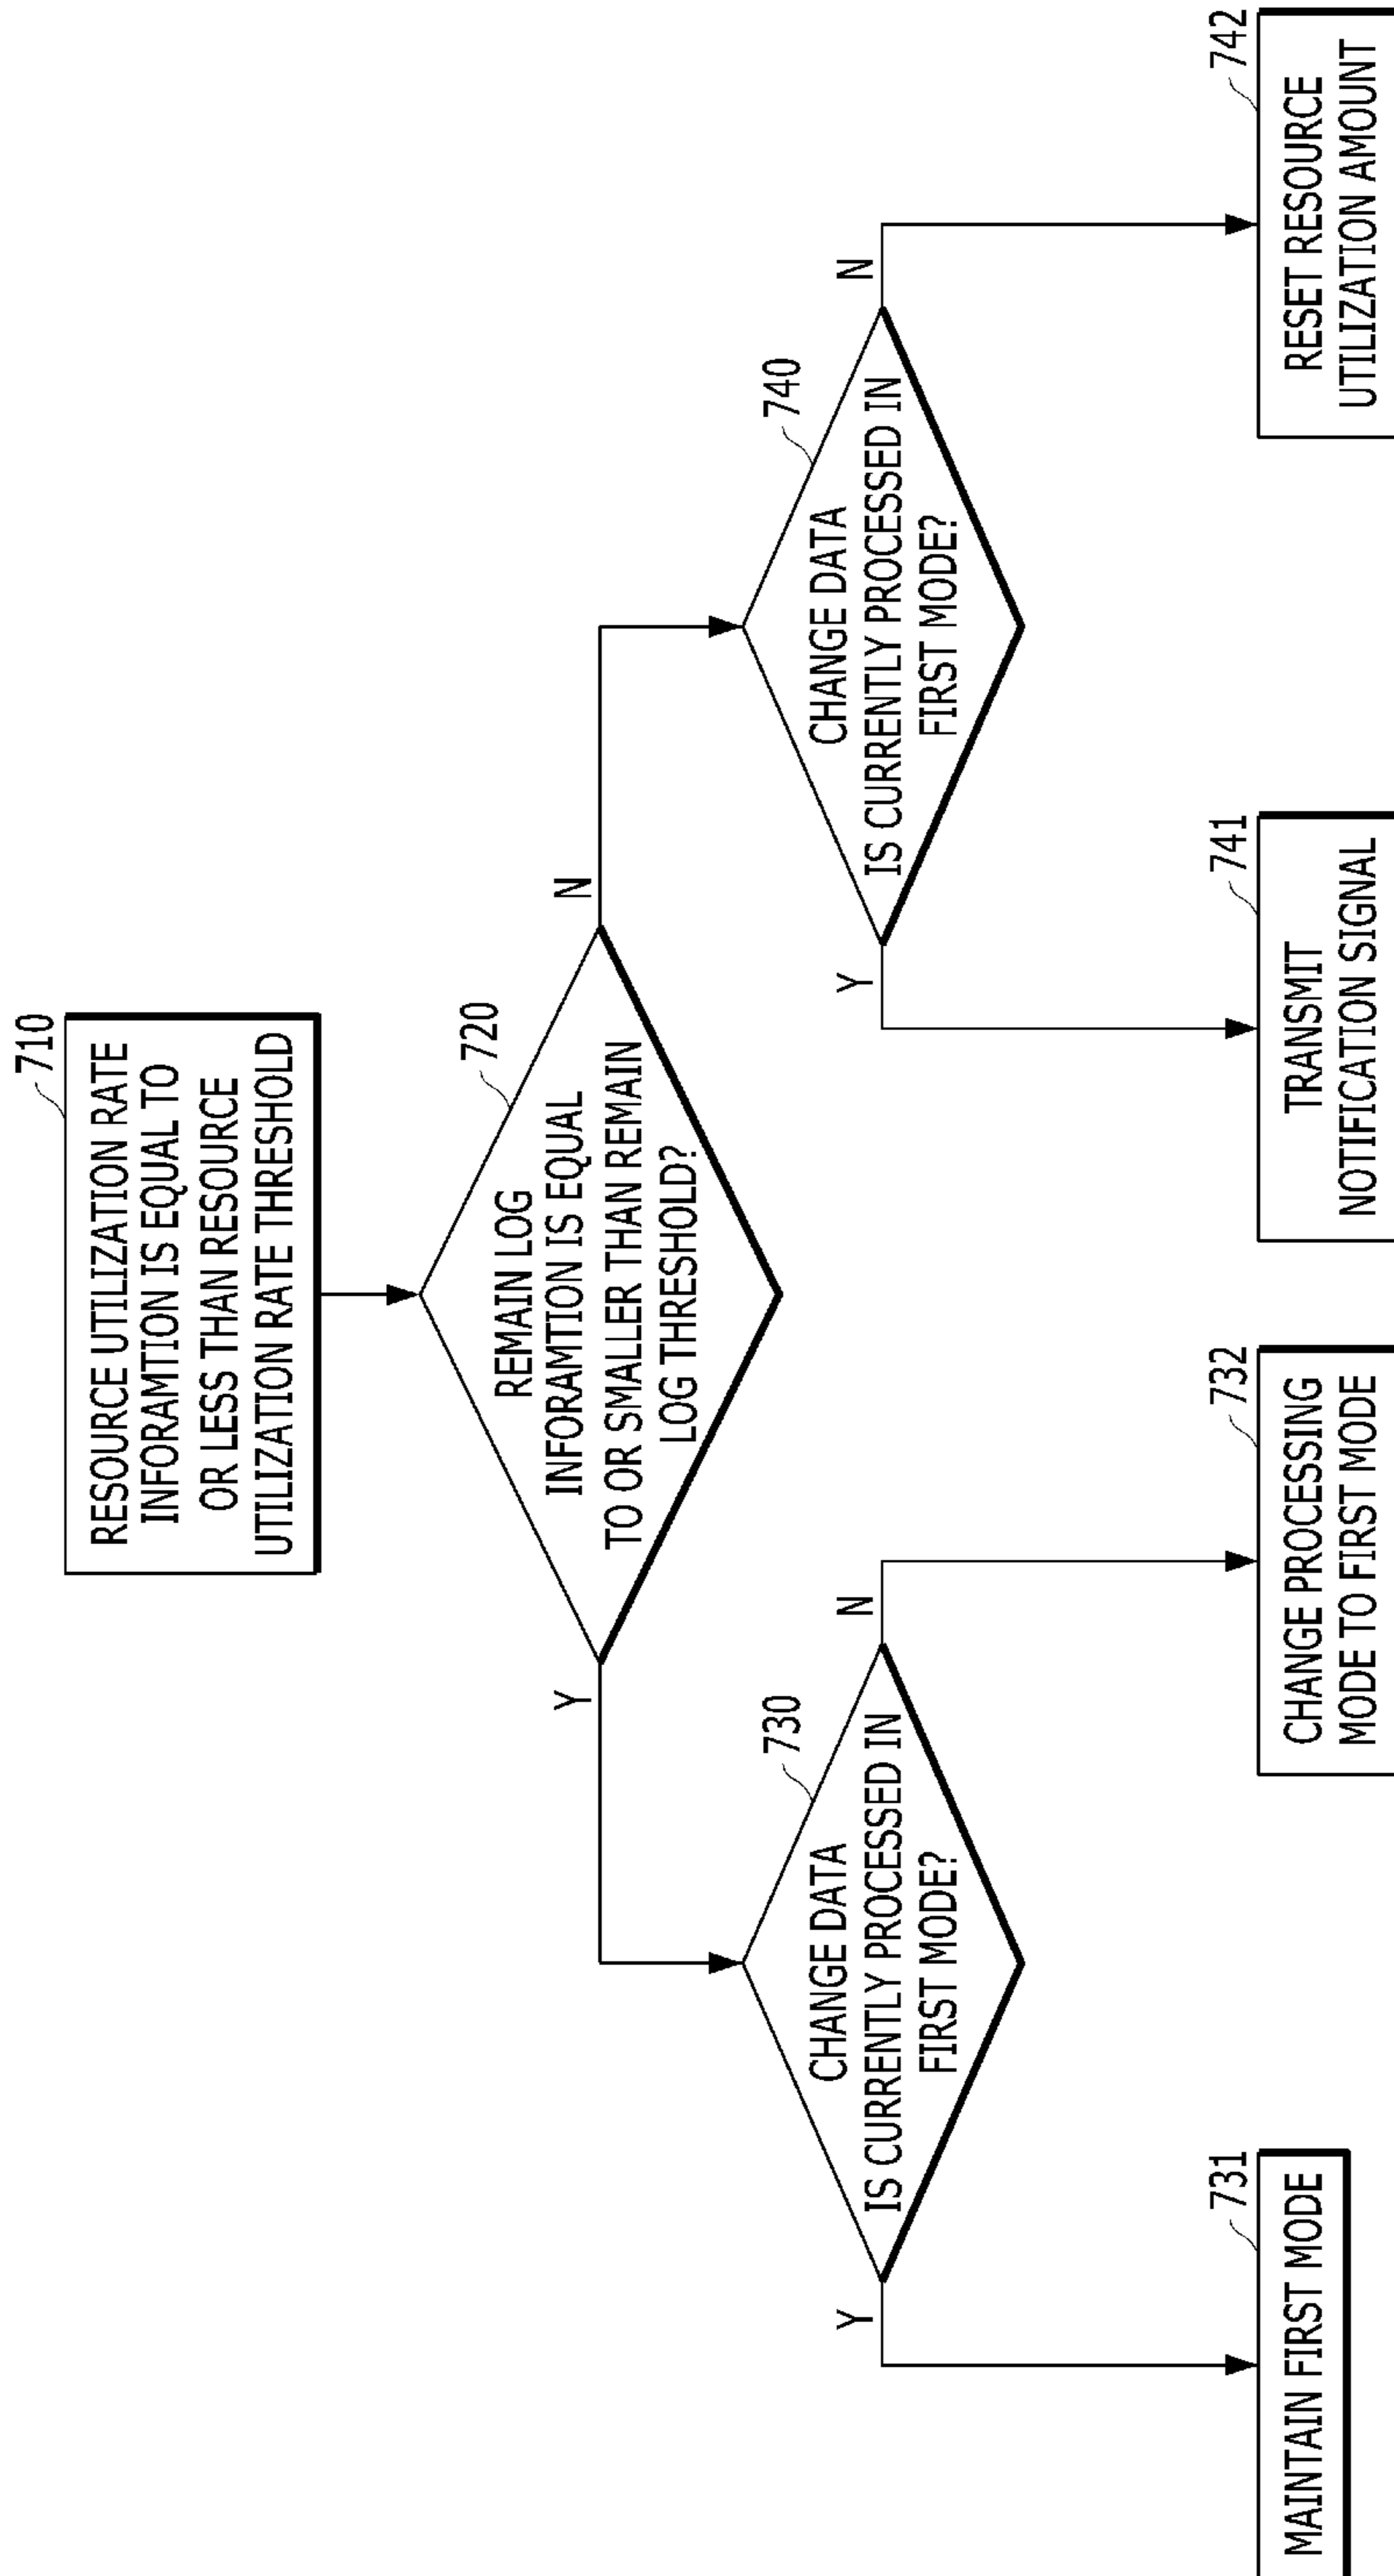 710
RESOURCE UTILIZATION RATE
INFORAMTION IS EQUAL TO
OR LESS THAN RESOURCE
UTILIZATION RATE THRESHOLD
720
REMAIN LOG
INFORAMTION IS EQUAL
TO OR SMALLER THAN REMAIN
LOG THRESHOLD?
Y
N
730
CHANGE DATA
IS CURRENTLY PROCESSED IN
FIRST MODE?
Y
N
740
CHANGE DATA
IS CURRENTLY PROCESSED IN
FIRST MODE?
Y
N
731
MAINTAIN FIRST MODE
732
CHANGE PROCESSING
MODE TO FIRST MODE
741
TRANSMIT
NOTIFICATION SIGNAL
742
RESET RESOURCE
UTILIZATION AMOUNT